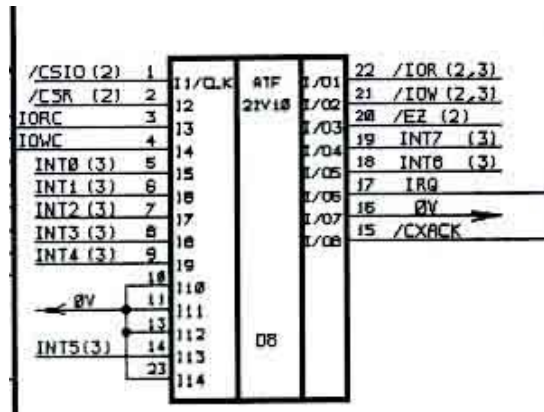 /CSIO (2) 1 I1/CLK ATF I/O1 22 /IOR (2,3)
/CSR (2) 2 I2 I/O2 21 /IOW (2,3)
IORC 3 I3 I/O3 20 /EZ (2)
IOWC 4 I4 I/O4 19 INT7 (3)
INT0 (3) 5 I5 I/O5 18 INT6 (3)
INT1 (3) 6 I6 I/O6 17 IRQ
INT2 (3) 7 I7 I/O7 16 0V
INT3 (3) 8 I8 I/O8 15 /CXACK
INT4 (3) 9 I9
10 I10
0V 11 I11
13 I12 D8
INT5(3) 14 I13
23 I14